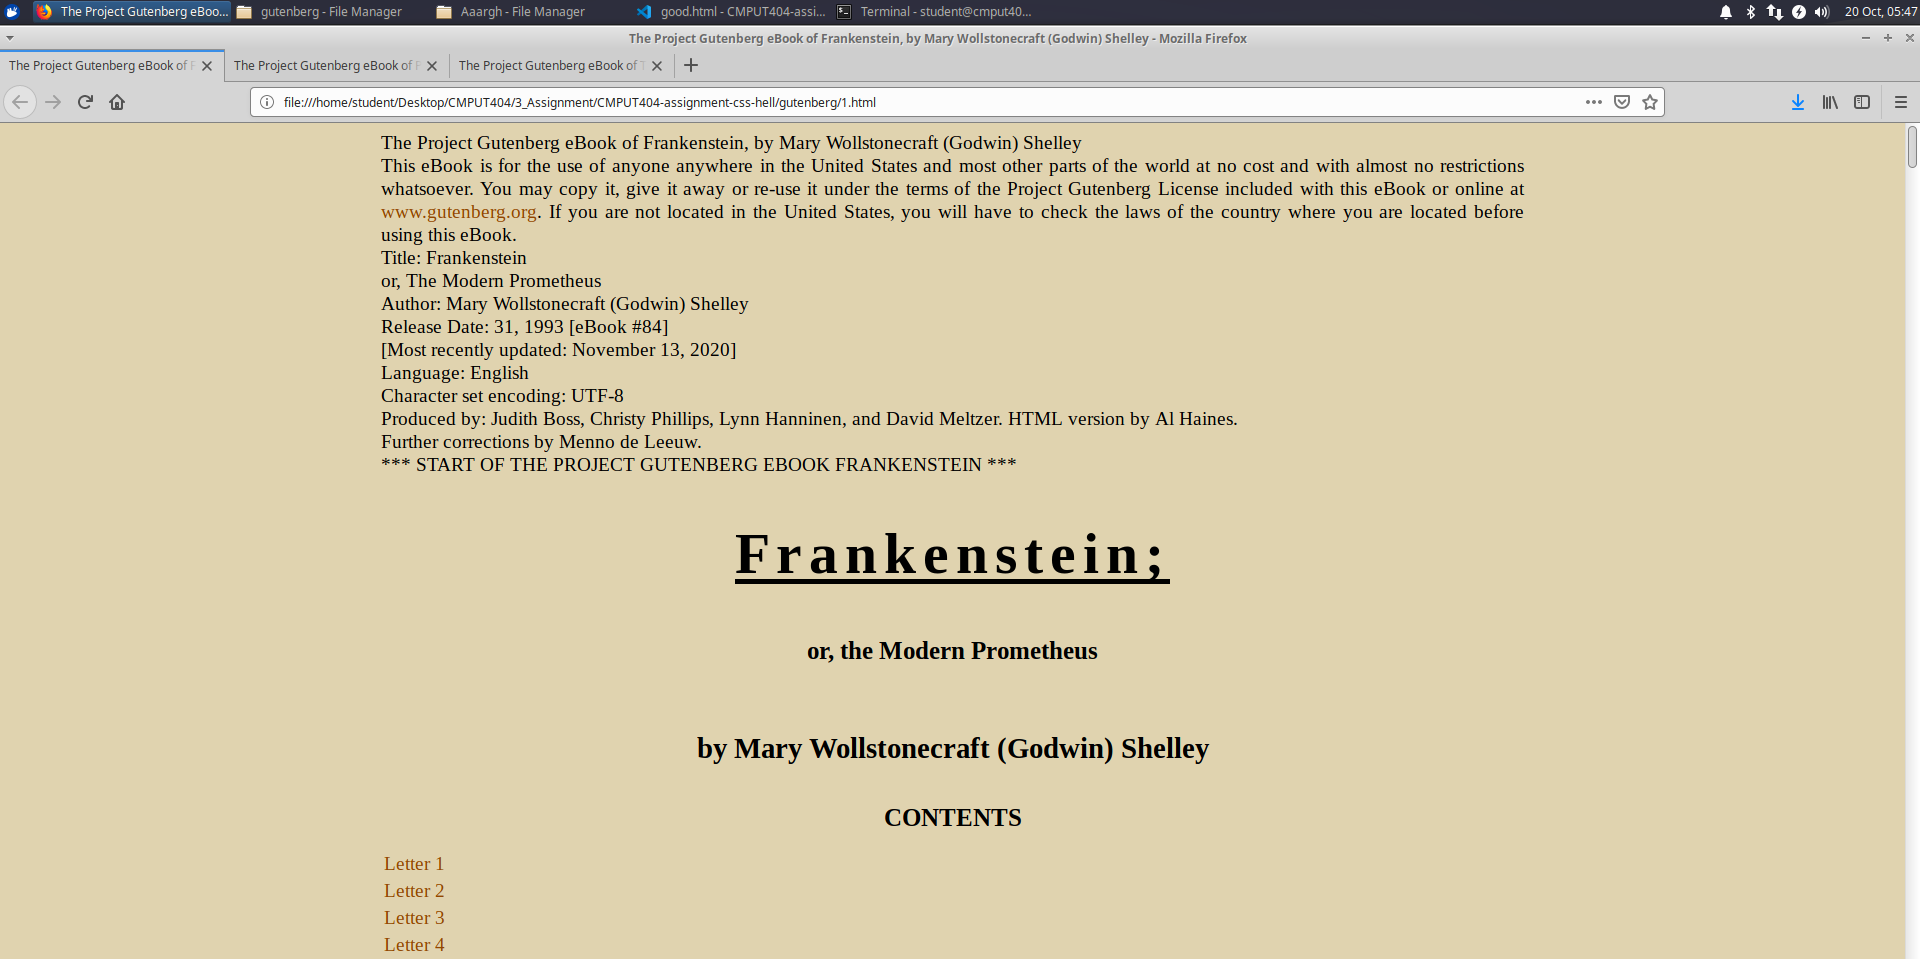 The Project Gutenberg eBoo...
gutenberg - File Manager
Aaargh - File Manager
good.html - CMPUT404-assi...
Terminal - student@cmput40...
20 Oct, 05:47
The Project Gutenberg eBook of Frankenstein, by Mary Wollstonecraft (Godwin) Shelley - Mozilla Firefox
The Project Gutenberg eBook of F
The Project Gutenberg eBook of F
The Project Gutenberg eBook of T
file:///home/student/Desktop/CMPUT404/3_Assignment/CMPUT404-assignment-css-hell/gutenberg/1.html
The Project Gutenberg eBook of Frankenstein, by Mary Wollstonecraft (Godwin) Shelley
This eBook is for the use of anyone anywhere in the United States and most other parts of the world at no cost and with almost no restrictions
whatsoever. You may copy it, give it away or re-use it under the terms of the Project Gutenberg License included with this eBook or online at
www.gutenberg.org. If you are not located in the United States, you will have to check the laws of the country where you are located before
using this eBook.
Title: Frankenstein
or, The Modern Prometheus
Author: Mary Wollstonecraft (Godwin) Shelley
Release Date: 31, 1993 [eBook #84]
[Most recently updated: November 13, 2020]
Language: English
Character set encoding: UTF-8
Produced by: Judith Boss, Christy Phillips, Lynn Hanninen, and David Meltzer. HTML version by Al Haines.
Further corrections by Menno de Leeuw.
*** START OF THE PROJECT GUTENBERG EBOOK FRANKENSTEIN ***
Frankenstein;
or, the Modern Prometheus
by Mary Wollstonecraft (Godwin) Shelley
CONTENTS
Letter 1
Letter 2
Letter 3
Letter 4